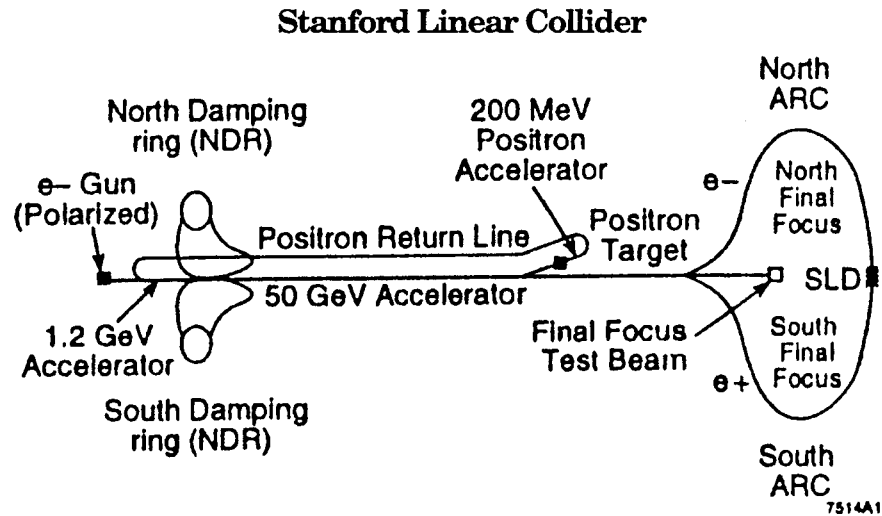 Stanford Linear Collider
North
ARC
North Damping
ring (NDR)
200 MeV
Positron
Accelerator
e– Gun
(Polarized)
e–
North
Final
Focus
Positron Return Line
Positron
Target
50 GeV Accelerator
SLD
1.2 GeV
Accelerator
Final Focus
Test Beam
South
Final
Focus
e+
South Damping
ring (NDR)
South
ARC
7514A1